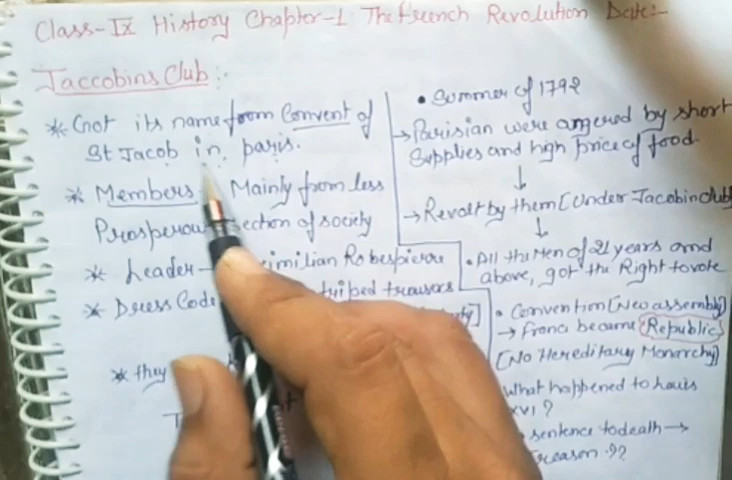 Class-IX History Chapter-1 The French Revolution Date:-
Jaccobins Club:-
* Got its name from Convent of
St Jacob in paris.
* Members Mainly from less
Prosperous section of society
* Leader - Robespierre
* Dress Code striped trousers
* they
• Summer of 1792
→ Parisian were angered by short
Supplies and high price of food.
↓
→ Revolt by them [Under Jacobin club]
↓
• All the Men of 21 years and
above, got the Right to vote
• Convention [New assembly]
→ France became Republic
[No Hereditary Monarchy]
What happened to Louis
XVI ?
sentence to death →
Treason ??